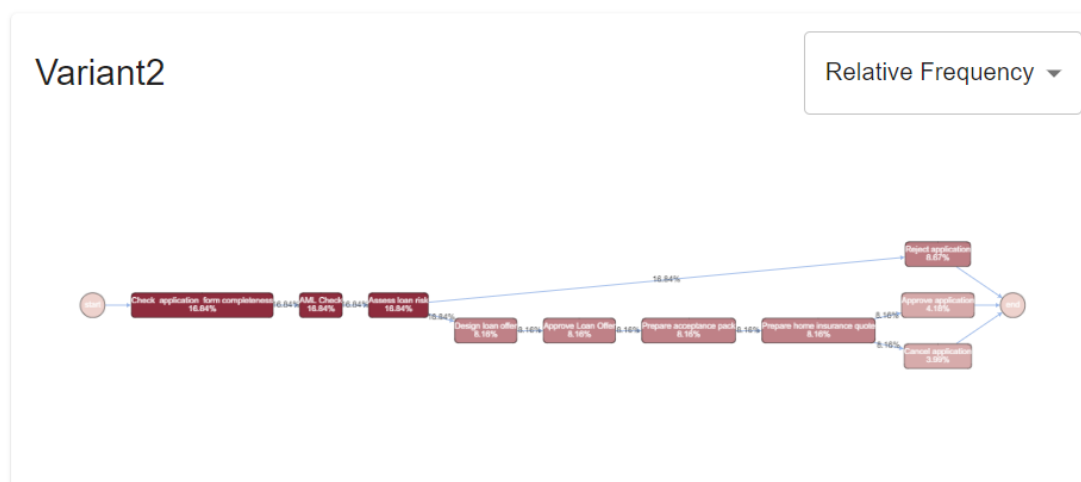 Variant2
Relative Frequency
start
Check application form completeness
16.84%
16.84%
AML Check
16.84%
16.84%
Assess loan risk
16.84%
16.84%
16.84%
Design loan offer
8.16%
8.16%
Approve Loan Offer
8.16%
8.16%
Prepare acceptance pack
8.16%
8.16%
Prepare home insurance quote
8.16%
8.16%
8.16%
Reject application
8.67%
Approve application
4.18%
Cancel application
3.99%
end